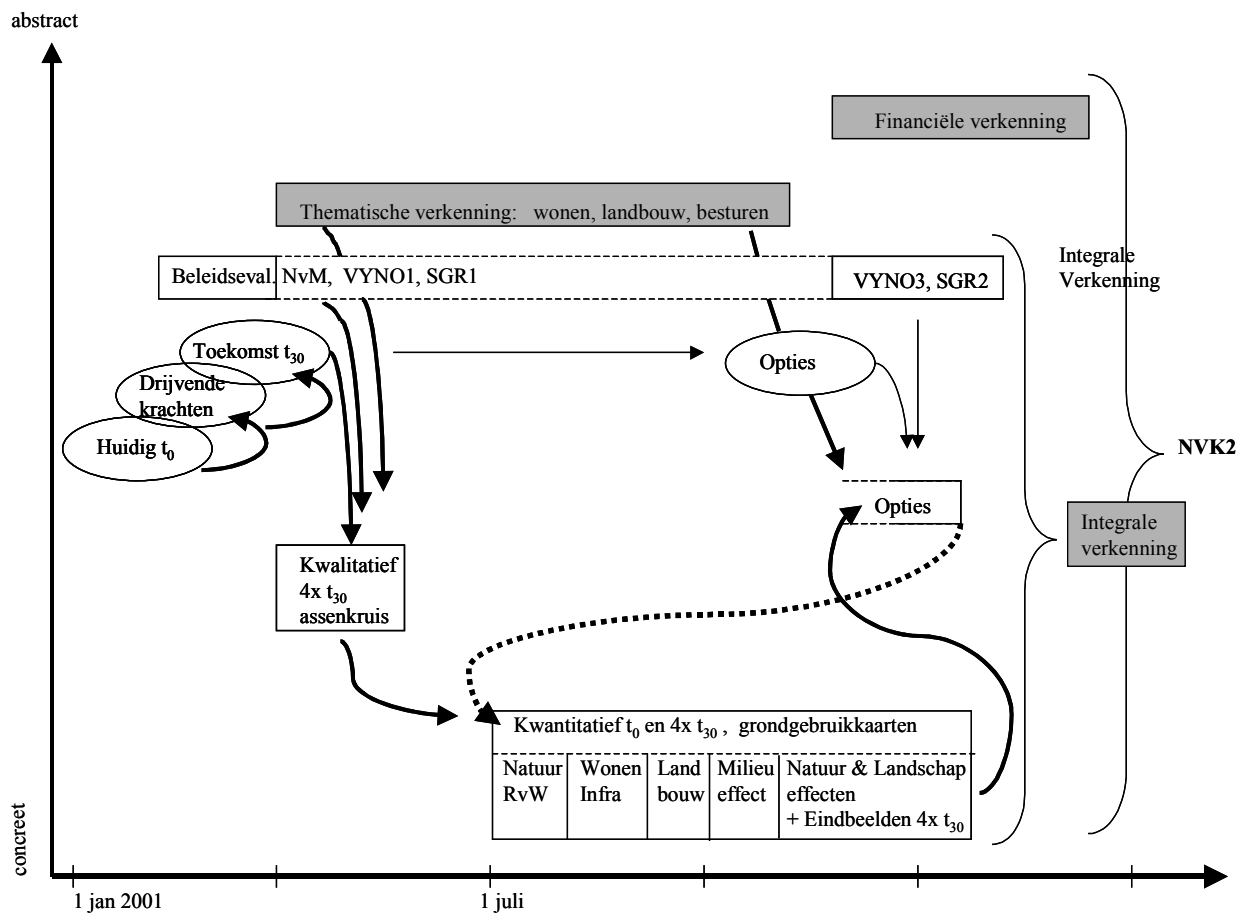 abstract
Financiële verkenning
Thematische verkenning: wonen, landbouw, besturen
Beleidseval. NvM, VYNO1, SGR1
VYNO3, SGR2
Integrale
Verkenning
Toekomst t30
Drijvende
krachten
Huidig t0
Opties
NVK2
Opties
Integrale
verkenning
Kwalitatief
4x t30
assenkruis
Kwantitatief t0 en 4x t30 , grondgebruikkaarten
Natuur
RvW
Wonen
Infra
Land
bouw
Milieu
effect
Natuur & Landschap
effecten
+ Eindbeelden 4x t30
concreet
1 jan 2001
1 juli